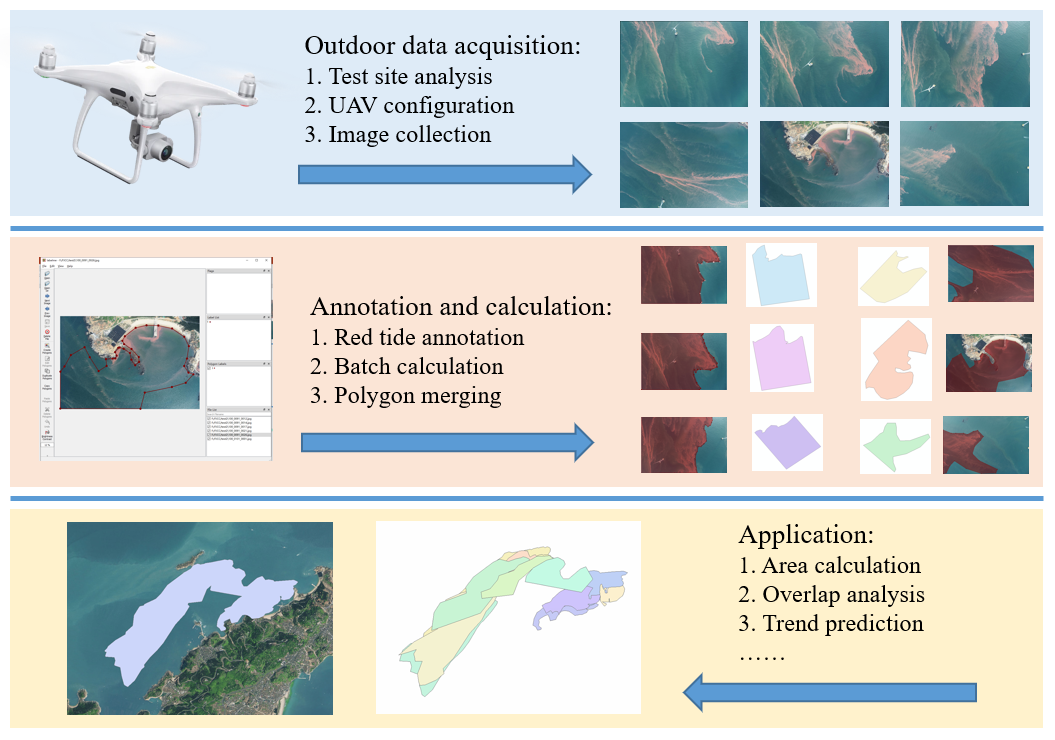 Outdoor data acquisition:
1. Test site analysis
2. UAV configuration
3. Image collection
Annotation and calculation:
1. Red tide annotation
2. Batch calculation
3. Polygon merging
Application:
1. Area calculation
2. Overlap analysis
3. Trend prediction
……